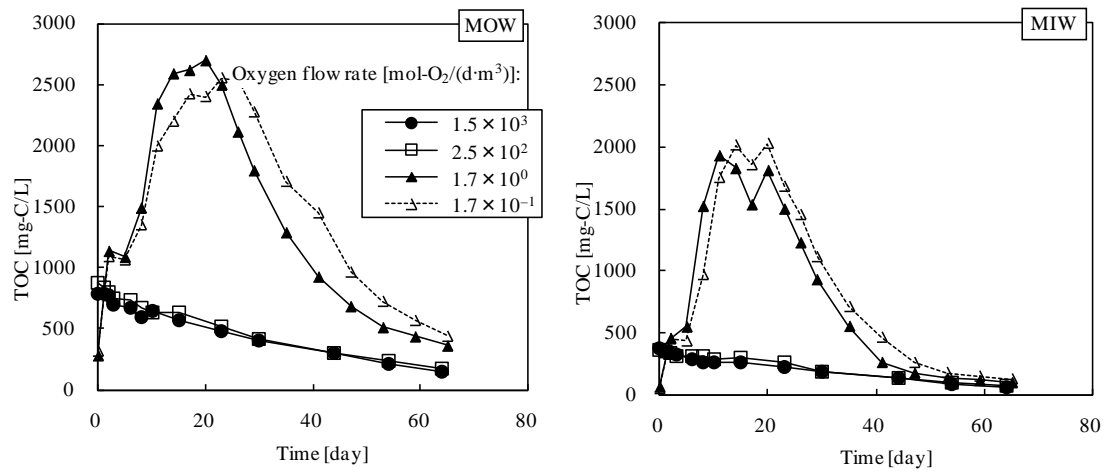 MOW
3000
2500
2000
1500
1000
500
0
TOC [mg-C/L]
Oxygen flow rate [mol-O₂/(d·m³)]:
1.5×10³
2.5×10²
1.7×10⁰
1.7×10⁻¹
0 20 40 60 80
Time [day]
MIW
3000
2500
2000
1500
1000
500
0
TOC [mg-C/L]
0 20 40 60 80
Time [day]